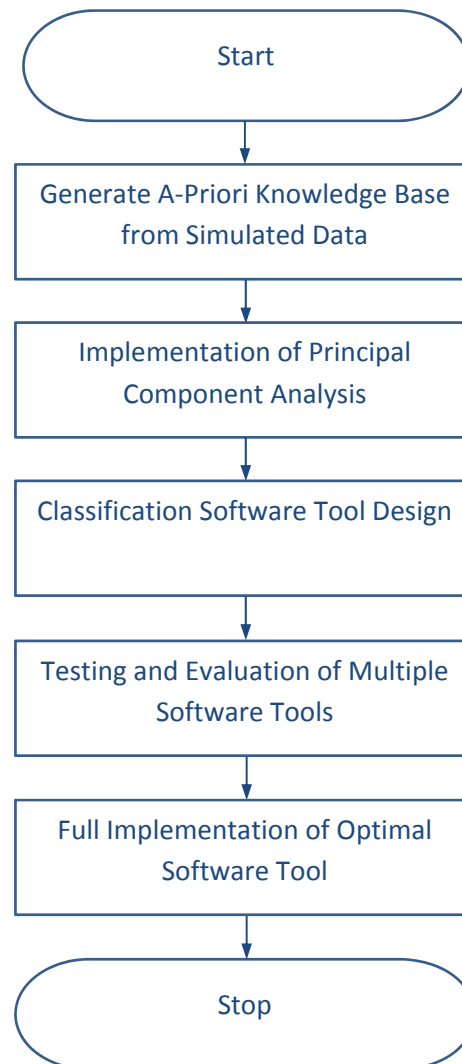 Start
Generate A-Priori Knowledge Base
from Simulated Data
Implementation of Principal
Component Analysis
Classification Software Tool Design
Testing and Evaluation of Multiple
Software Tools
Full Implementation of Optimal
Software Tool
Stop